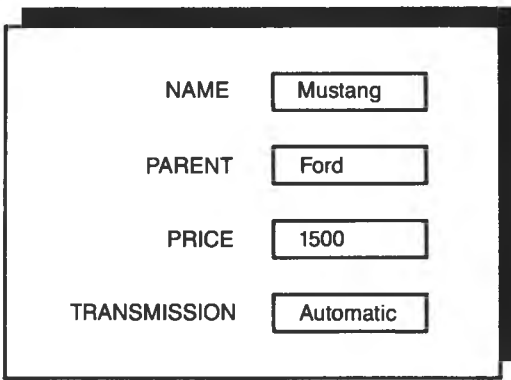 NAME Mustang
PARENT Ford
PRICE 1500
TRANSMISSION Automatic